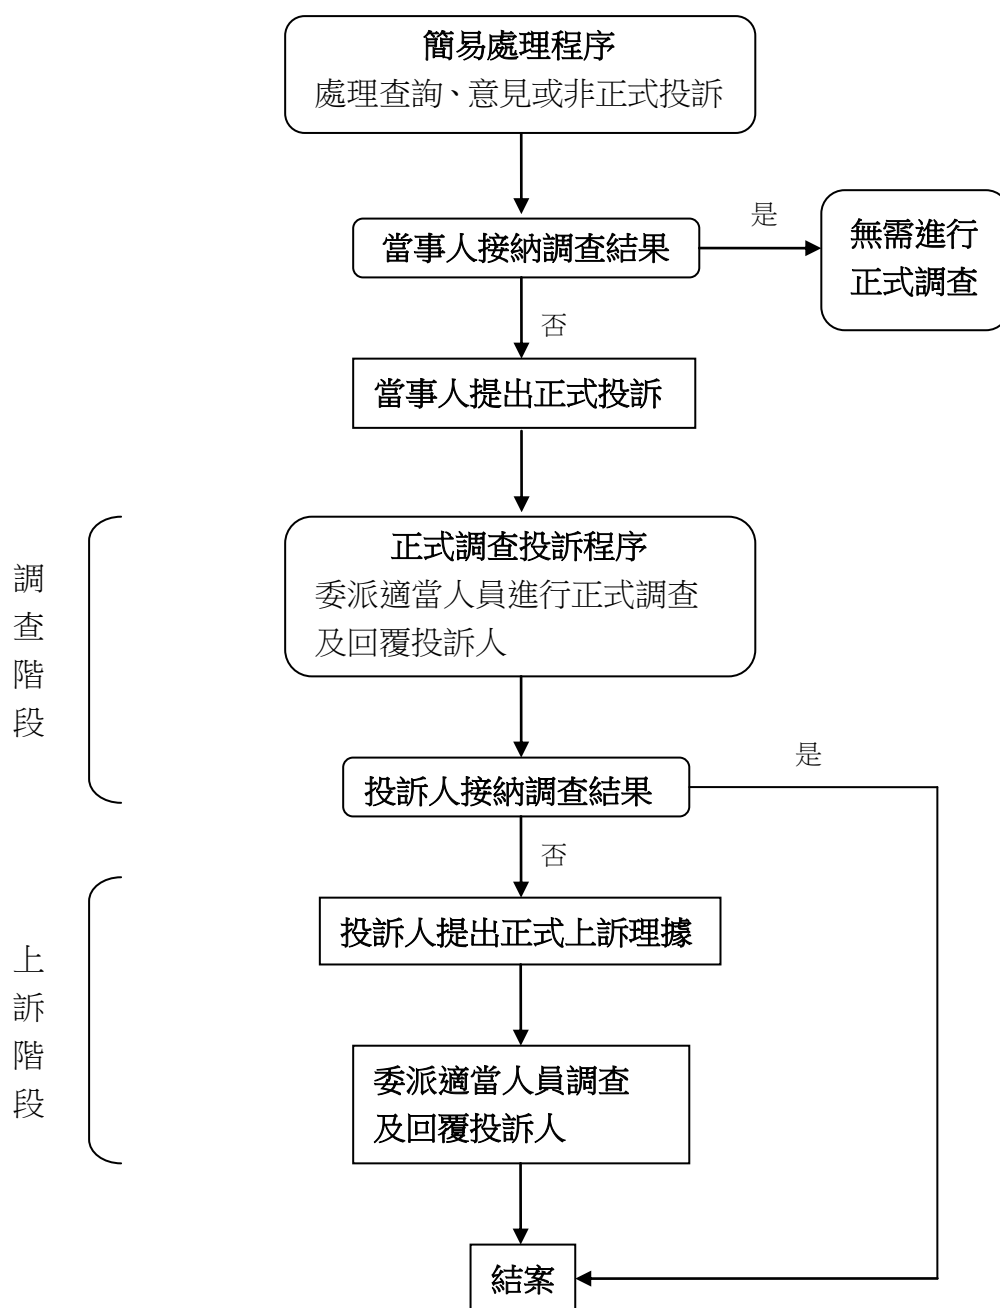 簡易處理程序
處理查詢、意見或非正式投訴
是
當事人接納調查結果
無需進行
正式調查
否
當事人提出正式投訴
調查階段
正式調查投訴程序
委派適當人員進行正式調查
及回覆投訴人
是
投訴人接納調查結果
否
上訴階段
投訴人提出正式上訴理據
委派適當人員調查
及回覆投訴人
結案